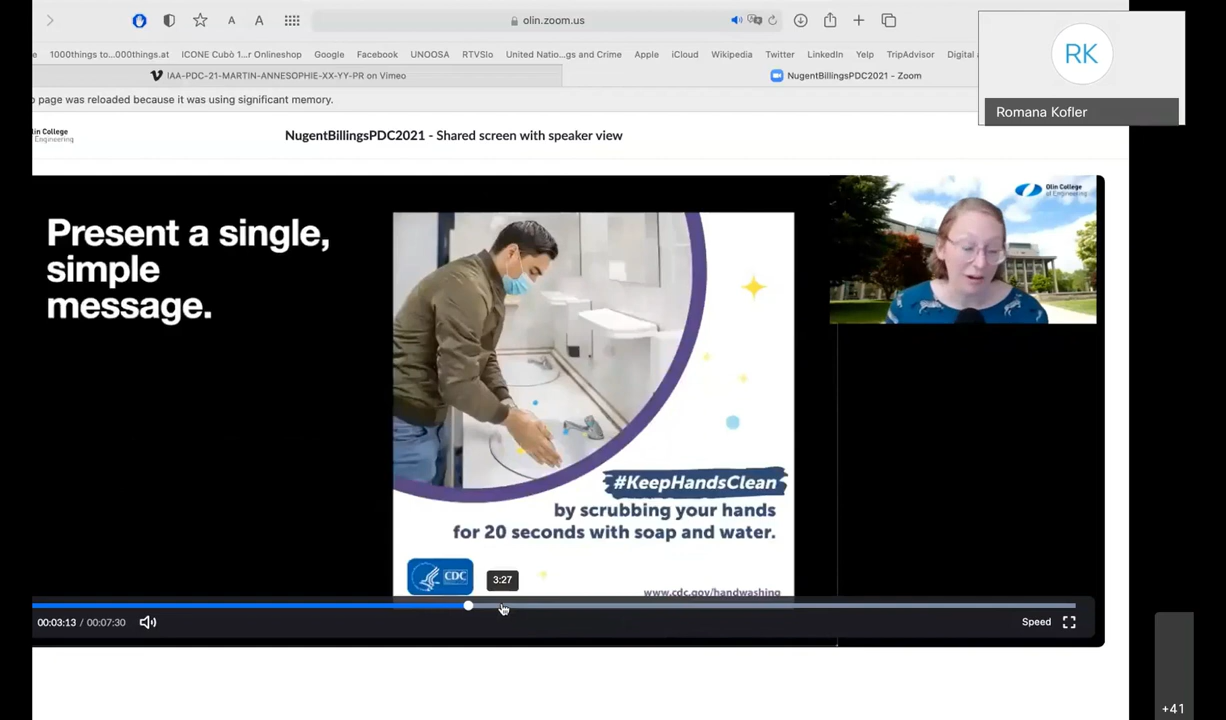 A
A
olin.zoom.us
e
1000things to...000things.at
ICONE Cubò 1...r Onlineshop
Google
Facebook
UNOOSA
RTVSlo
United Natio...gs and Crime
Apple
iCloud
Wikipedia
Twitter
LinkedIn
Yelp
TripAdvisor
Digital
IAA-PDC-21-MARTIN-ANNESOPHIE-XX-YY-PR on Vimeo
NugentBillingsPDC2021 - Zoom
RK
Romana Kofler
page was reloaded because it was using significant memory.
lin College
Engineering
NugentBillingsPDC2021 - Shared screen with speaker view
Present a single,
simple
message.
Olin College
of Engineering
#KeepHandsClean
by scrubbing your hands
for 20 seconds with soap and water.
CDC
3:27
www.cdc.gov/handwashing
00:03:13 / 00:07:30
Speed
+41